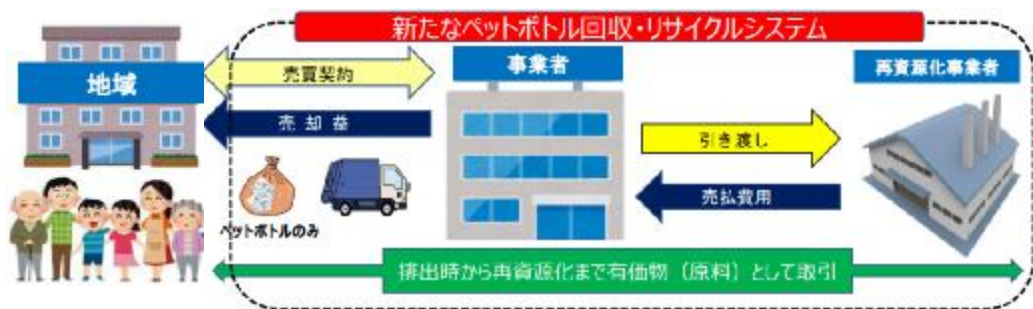 新たなペットボトル回収・リサイクルシステム
地域
売買契約
事業者
再資源化事業者
売却益
引き渡し
売払費用
ペットボトルのみ
排出時から再資源化まで有価物（原料）として取引